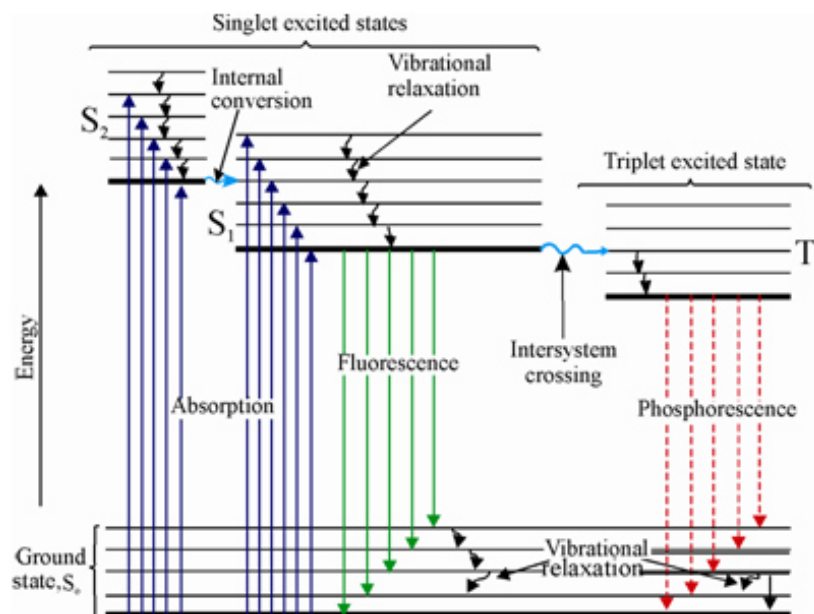 Singlet excited states
Internal
conversion
Vibrational
relaxation
S₂
Triplet excited state
S₁
T
Energy
Fluorescence
Intersystem
crossing
Absorption
Phosphorescence
Ground
state, S₀
Vibrational
relaxation